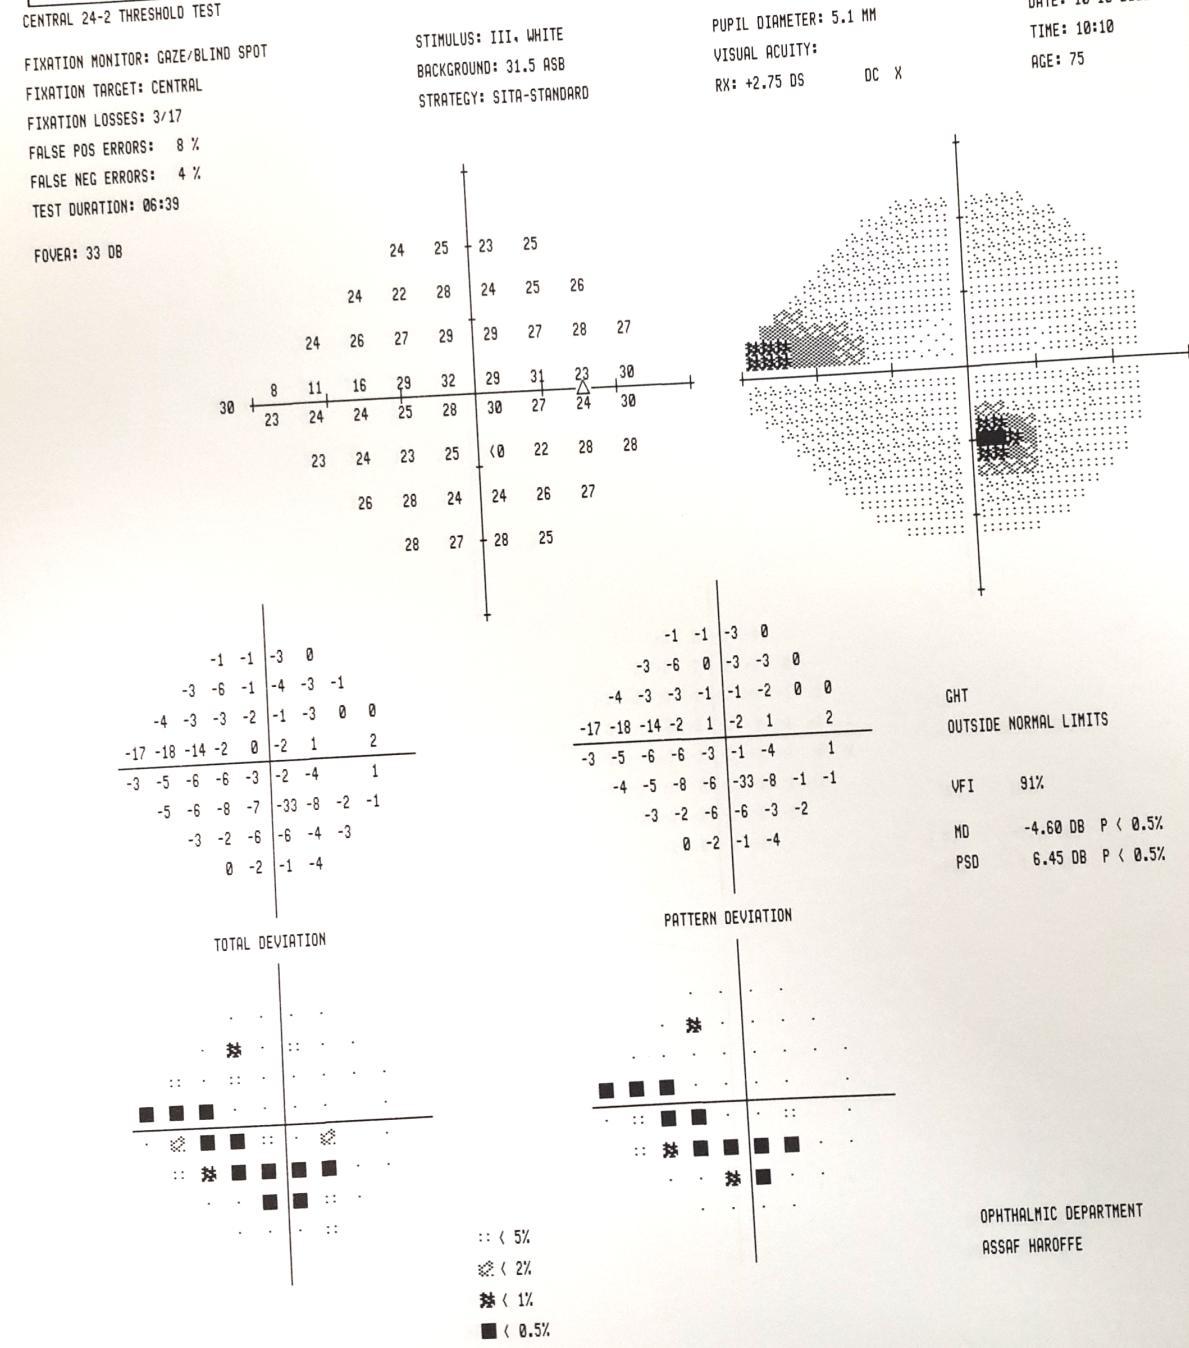 CENTRAL 24-2 THRESHOLD TEST
FIXATION MONITOR: GAZE/BLIND SPOT
FIXATION TARGET: CENTRAL
FIXATION LOSSES: 3/17
FALSE POS ERRORS: 8 %
FALSE NEG ERRORS: 4 %
TEST DURATION: 06:39
FOVEA: 33 DB
STIMULUS: III, WHITE
BACKGROUND: 31.5 ASB
STRATEGY: SITA-STANDARD
PUPIL DIAMETER: 5.1 MM
VISUAL ACUITY:
RX: +2.75 DS DC X
DATE:
TIME: 10:10
AGE: 75
24 25 23 25
24 22 28 24 25 26
24 26 27 29 29 27 28 27
8 11 16 29 32 29 31 23 30
30
23 24 24 25 28 30 27 24 30
23 24 23 25 <0 22 28 28
26 28 24 24 26 27
28 27 28 25
-1 -1 -3 0
-3 -6 -1 -4 -3 -1
-4 -3 -3 -2 -1 -3 0 0
-17 -18 -14 -2 0 -2 1 2
-3 -5 -6 -6 -3 -2 -4 1
-5 -6 -8 -7 -33 -8 -2 -1
-3 -2 -6 -6 -4 -3
0 -2 -1 -4
TOTAL DEVIATION
-1 -1 -3 0
-3 -6 0 -3 -3 0
-4 -3 -3 -1 -1 -2 0 0
-17 -18 -14 -2 1 -2 1 2
-3 -5 -6 -6 -3 -1 -4 1
-4 -5 -8 -6 -33 -8 -1 -1
-3 -2 -6 -6 -3 -2
0 -2 -1 -4
PATTERN DEVIATION
GHT
OUTSIDE NORMAL LIMITS
VFI 91%
MD -4.60 DB P < 0.5%
PSD 6.45 DB P < 0.5%
< 5%
< 2%
< 1%
< 0.5%
OPHTHALMIC DEPARTMENT
ASSAF HAROFFE